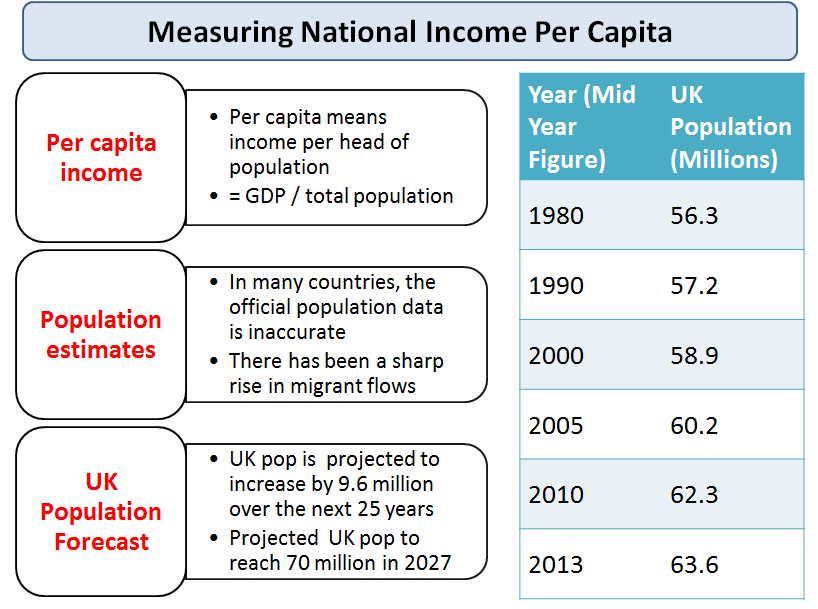 Measuring National Income Per Capita
Per capita
income
• Per capita means
income per head of
population
• = GDP / total population
Population
estimates
• In many countries, the
official population data
is inaccurate
• There has been a sharp
rise in migrant flows
UK
Population
Forecast
• UK pop is projected to
increase by 9.6 million
over the next 25 years
• Projected UK pop to
reach 70 million in 2027
Year (Mid
Year
Figure)
UK
Population
(Millions)
1980 56.3
1990 57.2
2000 58.9
2005 60.2
2010 62.3
2013 63.6